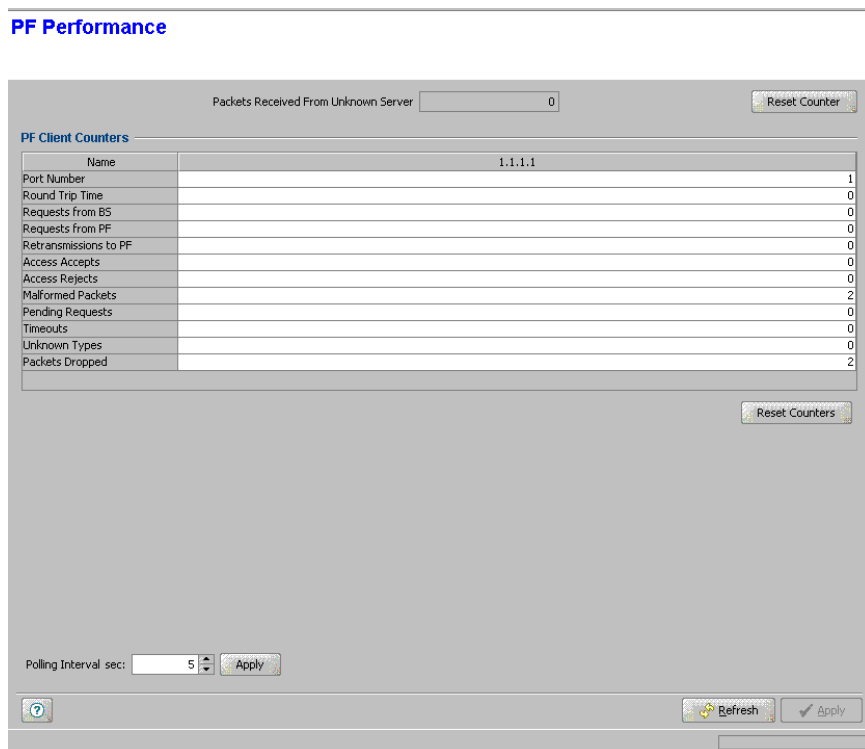 PF Performance
Packets Received From Unknown Server 0 Reset Counter
PF Client Counters
Name 1.1.1.1
Port Number 1
Round Trip Time 0
Requests from BS 0
Requests from PF 0
Retransmissions to PF 0
Access Accepts 0
Access Rejects 0
Malformed Packets 2
Pending Requests 0
Timeouts 0
Unknown Types 0
Packets Dropped 2
Reset Counters
Polling Interval sec: 5 Apply
? Refresh Apply